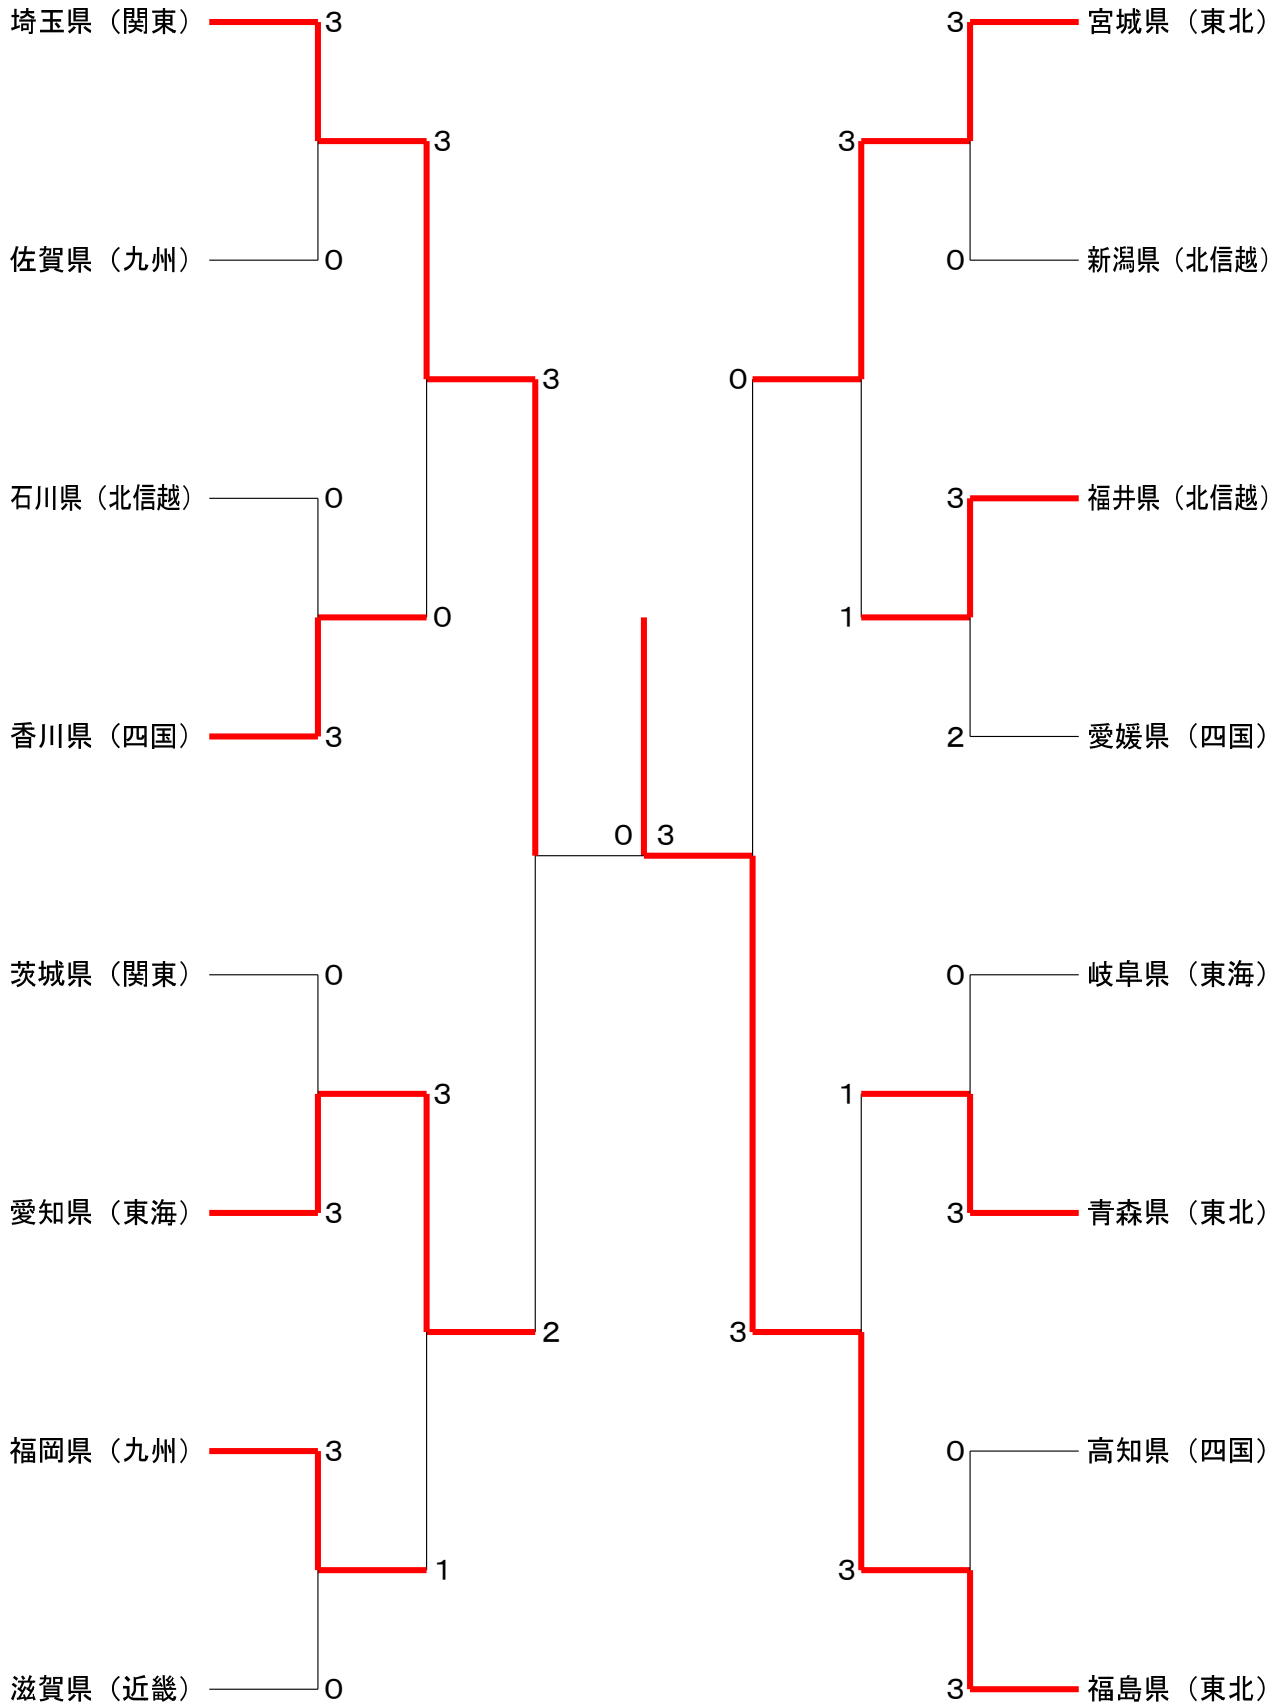 埼玉県（関東） 3 3 宮城県（東北）
3 3
佐賀県（九州） 0 0 新潟県（北信越）
3 0
石川県（北信越） 0 3 福井県（北信越）
0 1
香川県（四国） 3 2 愛媛県（四国）
0 3
茨城県（関東） 0 0 岐阜県（東海）
3 1
愛知県（東海） 3 3 青森県（東北）
2 3
福岡県（九州） 3 0 高知県（四国）
1 3
滋賀県（近畿） 0 3 福島県（東北）